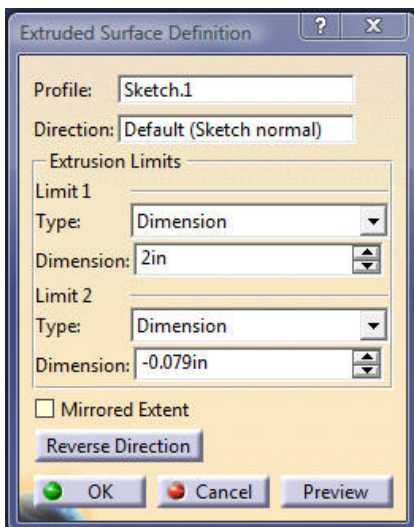 Extruded Surface Definition ? X
Profile: Sketch.1
Direction: Default (Sketch normal)
Extrusion Limits
Limit 1
Type: Dimension
Dimension: 2in
Limit 2
Type: Dimension
Dimension: -0.079in
Mirrored Extent
Reverse Direction
OK Cancel Preview